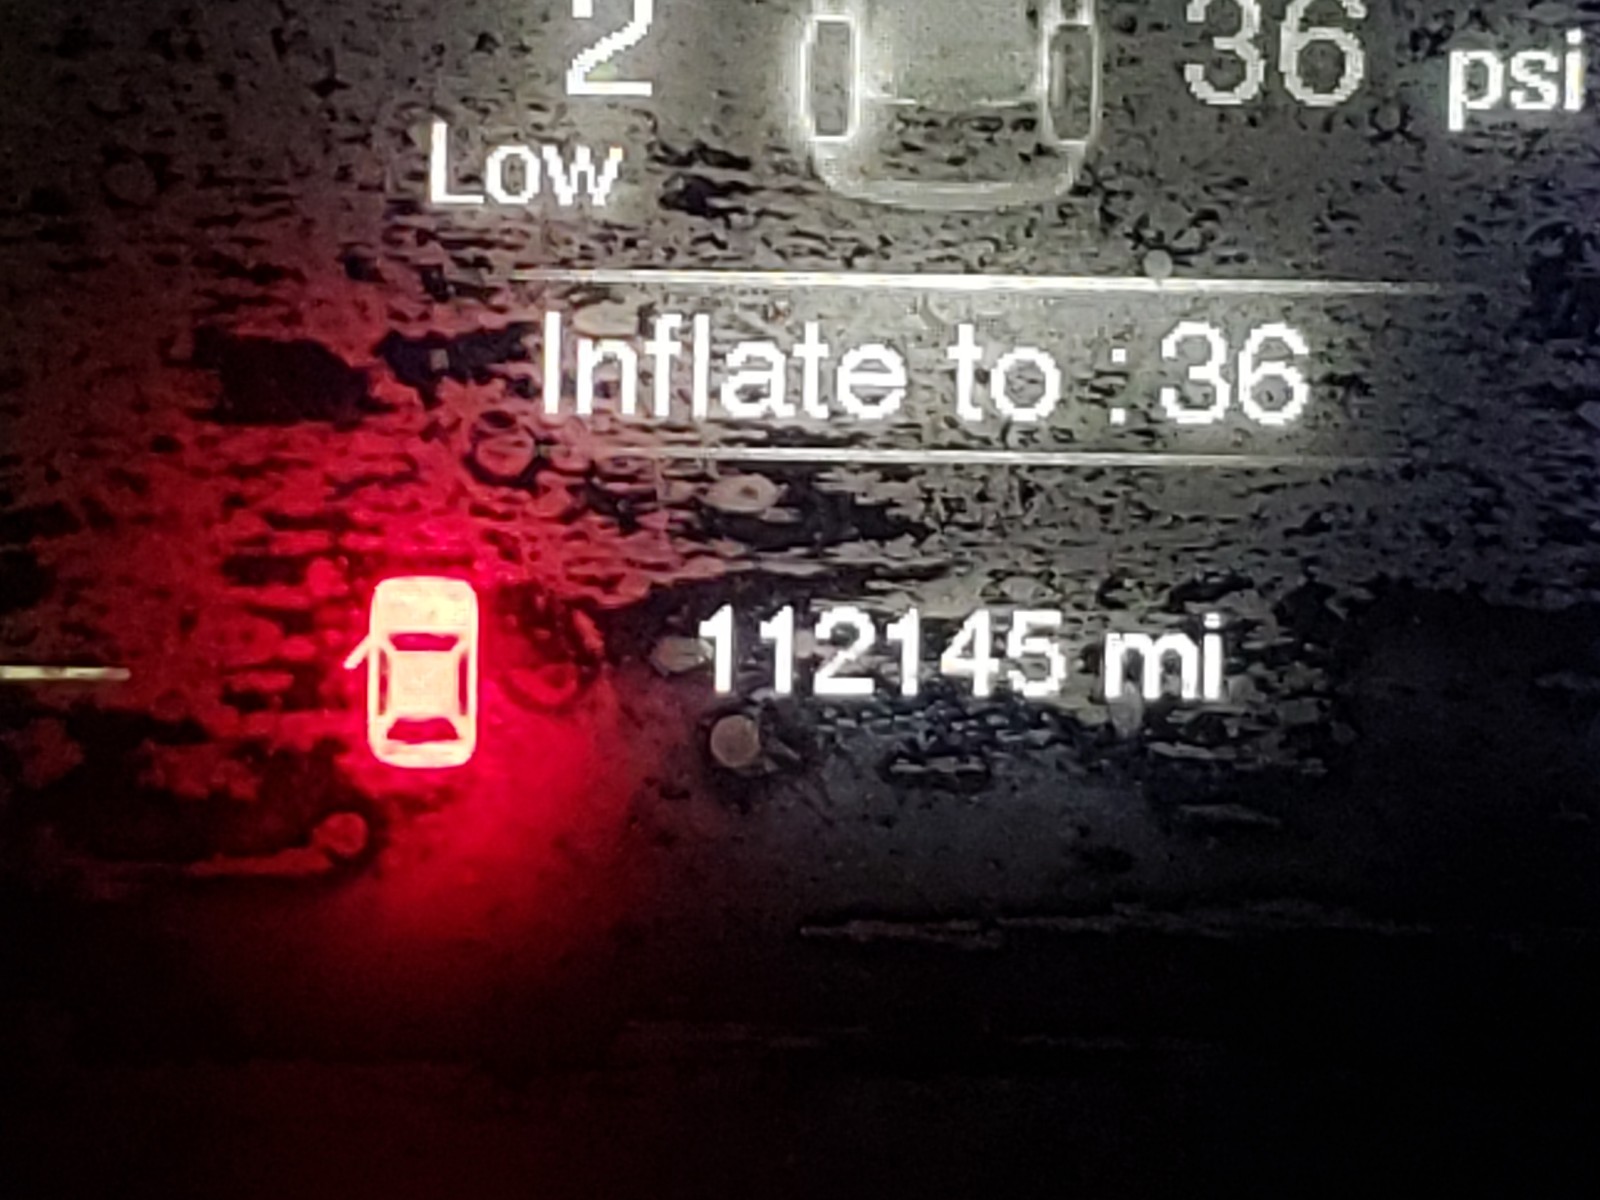 2 36 psi
Low
Inflate to : 36
112145 mi